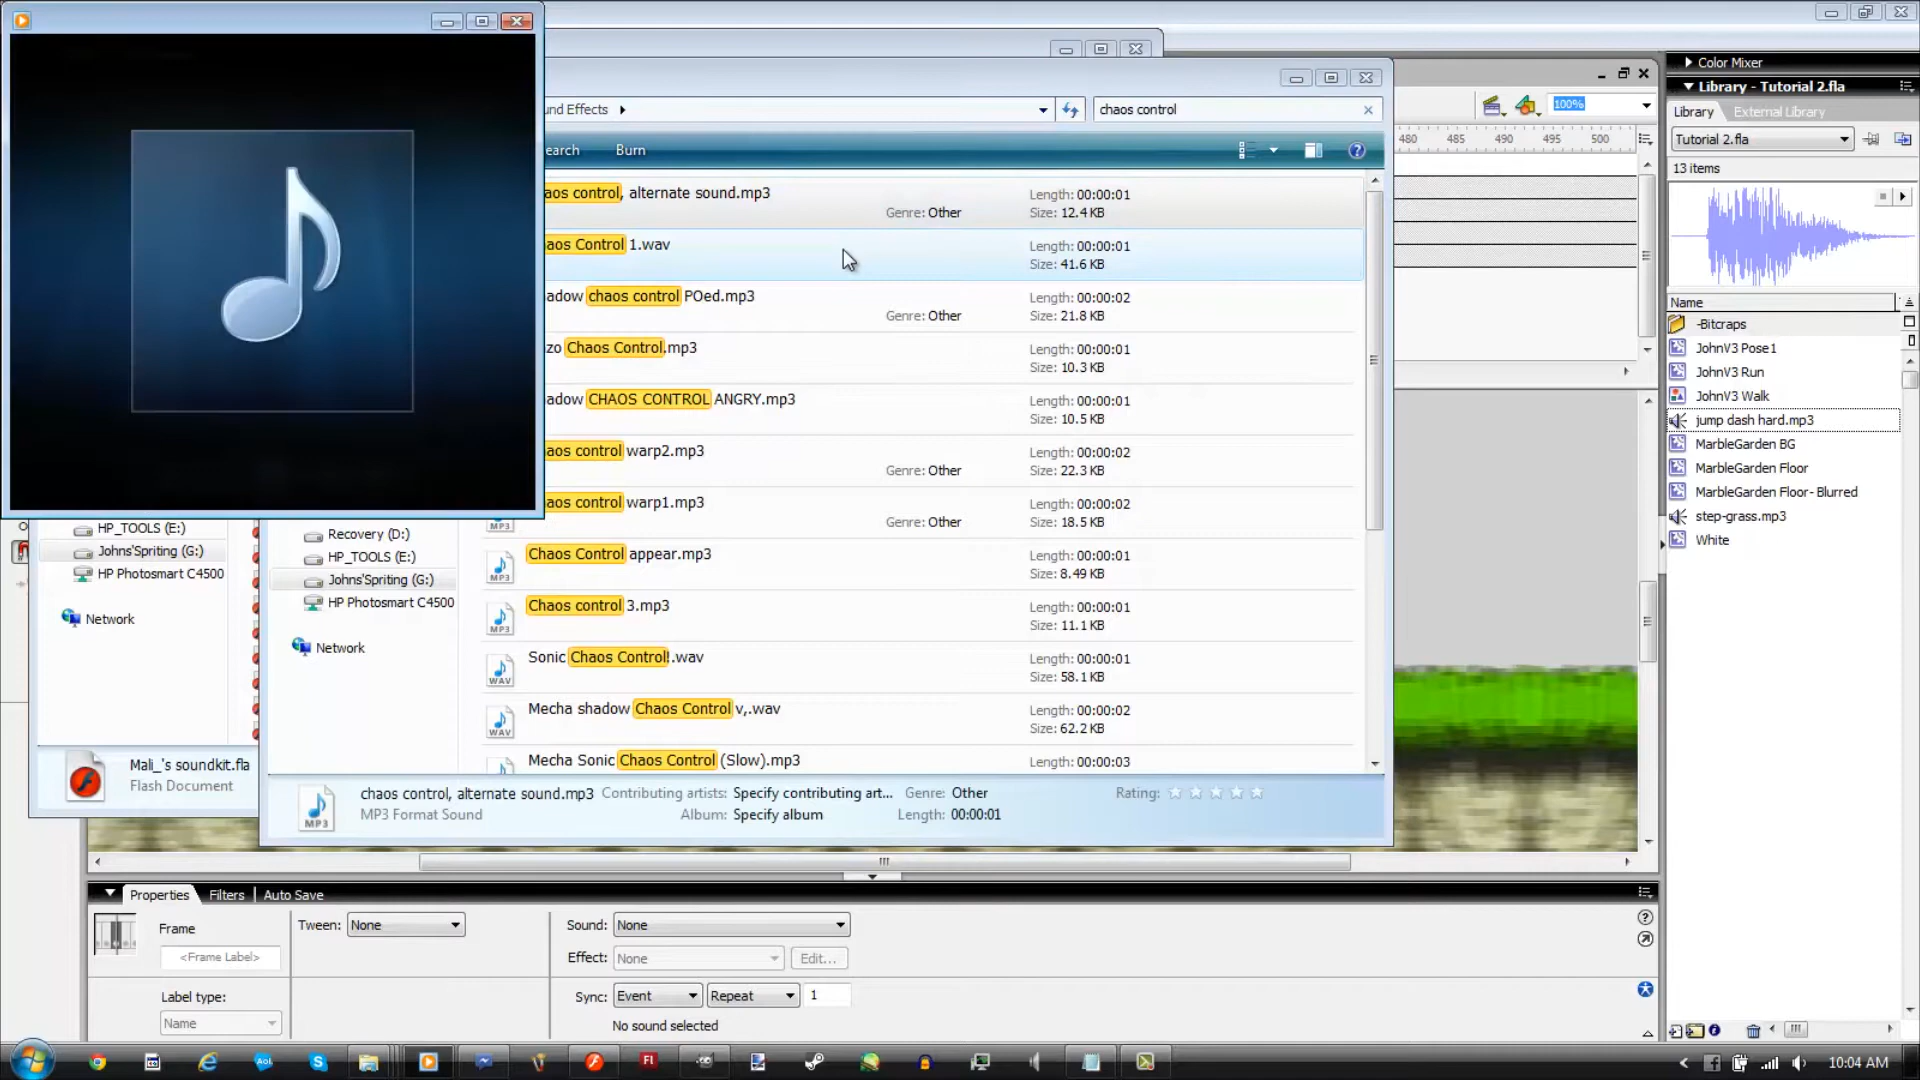 und Effects
chaos control
earch
Burn
aos control, alternate sound.mp3
Genre: Other
Length: 00:00:01
Size: 12.4 KB
aos Control 1.wav
Length: 00:00:01
Size: 41.6 KB
adow chaos control POed.mp3
Genre: Other
Length: 00:00:02
Size: 21.8 KB
zo Chaos Control.mp3
Length: 00:00:01
Size: 10.3 KB
adow CHAOS CONTROL ANGRY.mp3
Length: 00:00:01
Size: 10.5 KB
aos control warp2.mp3
Genre: Other
Length: 00:00:02
Size: 22.3 KB
aos control warp1.mp3
Genre: Other
Length: 00:00:02
Size: 18.5 KB
MP3
Chaos Control appear.mp3
Length: 00:00:01
Size: 8.49 KB
MP3
Chaos control 3.mp3
Length: 00:00:01
Size: 11.1 KB
MP3
Sonic Chaos Control!.wav
Length: 00:00:01
Size: 58.1 KB
WAV
Mecha shadow Chaos Control v,.wav
Length: 00:00:02
Size: 62.2 KB
WAV
Mecha Sonic Chaos Control (Slow).mp3
Length: 00:00:03
HP_TOOLS (E:)
Johns'Spriting (G:)
HP Photosmart C4500
Network
Recovery (D:)
HP_TOOLS (E:)
Johns'Spriting (G:)
HP Photosmart C4500
Network
Mali_'s soundkit.fla
Flash Document
MP3
chaos control, alternate sound.mp3
MP3 Format Sound
Contributing artists: Specify contributing art...
Album: Specify album
Genre: Other
Length: 00:00:01
Rating:
100%
480 485 490 495 500
Color Mixer
Library - Tutorial 2.fla
Library
External Library
Tutorial 2.fla
13 items
Name
-Bitcraps
JohnV3 Pose1
JohnV3 Run
JohnV3 Walk
jump dash hard.mp3
MarbleGarden BG
MarbleGarden Floor
MarbleGarden Floor- Blurred
step-grass.mp3
White
Properties
Filters
Auto Save
Frame
<Frame Label>
Label type:
Name
Tween: None
Sound: None
Effect: None
Edit...
Sync: Event
Repeat
1
No sound selected
Aol
Fl
10:04 AM